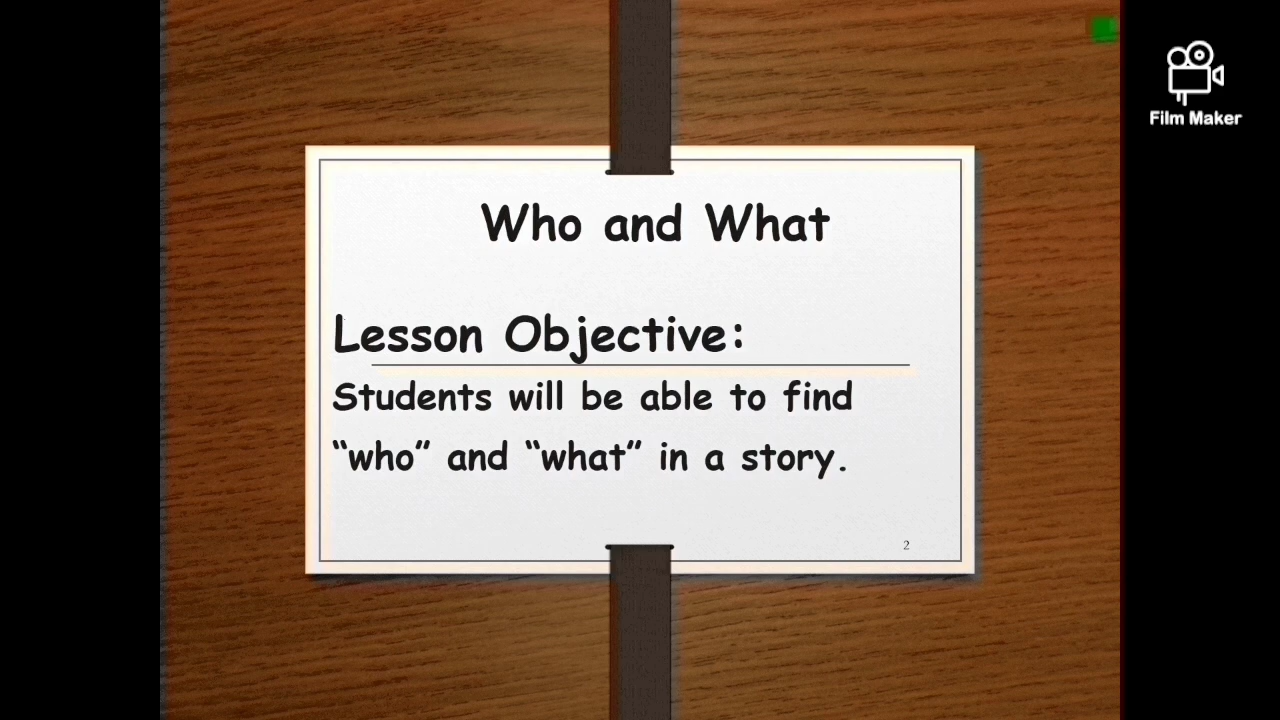 Film Maker
Who and What
Lesson Objective:
Students will be able to find
“who” and “what” in a story.
2